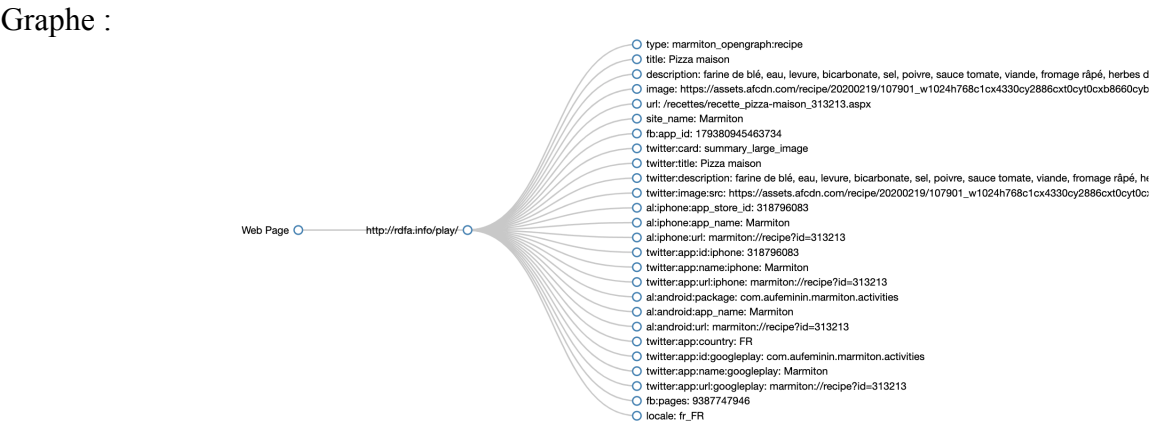 Graphe :
type: marmiton_opengraph:recipe
title: Pizza maison
description: farine de blé, eau, levure, bicarbonate, sel, poivre, sauce tomate, viande, fromage râpé, herbes d
image: https://assets.afcdn.com/recipe/20200219/107901_w1024h768c1cx4330cy2886cxt0cyt0cxb8660cyb
url: /recettes/recette_pizza-maison_313213.aspx
site_name: Marmiton
fb:app_id: 179380945463734
twitter:card: summary_large_image
twitter:title: Pizza maison
twitter:description: farine de blé, eau, levure, bicarbonate, sel, poivre, sauce tomate, viande, fromage râpé, he
twitter:image:src: https://assets.afcdn.com/recipe/20200219/107901_w1024h768c1cx4330cy2886cxt0cyt0c
al:iphone:app_store_id: 318796083
al:iphone:app_name: Marmiton
Web Page http://rdfa.info/play/
al:iphone:url: marmiton://recipe?id=313213
twitter:app:id:iphone: 318796083
twitter:app:name:iphone: Marmiton
twitter:app:url:iphone: marmiton://recipe?id=313213
al:android:package: com.aufeminin.marmiton.activities
al:android:app_name: Marmiton
al:android:url: marmiton://recipe?id=313213
twitter:app:country: FR
twitter:app:id:googleplay: com.aufeminin.marmiton.activities
twitter:app:name:googleplay: Marmiton
twitter:app:url:googleplay: marmiton://recipe?id=313213
fb:pages: 9387747946
locale: fr_FR